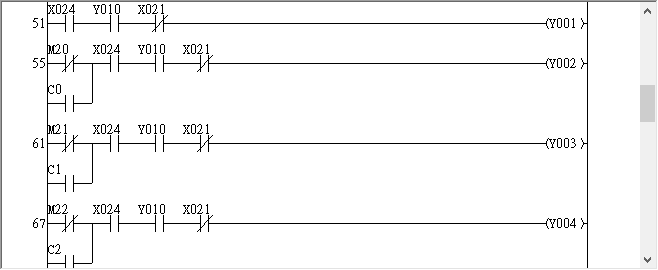 X024 Y010 X021
51 (Y001)
M20 X024 Y010 X021
55 (Y002)
C0
M21 X024 Y010 X021
61 (Y003)
C1
M22 X024 Y010 X021
67 (Y004)
C2